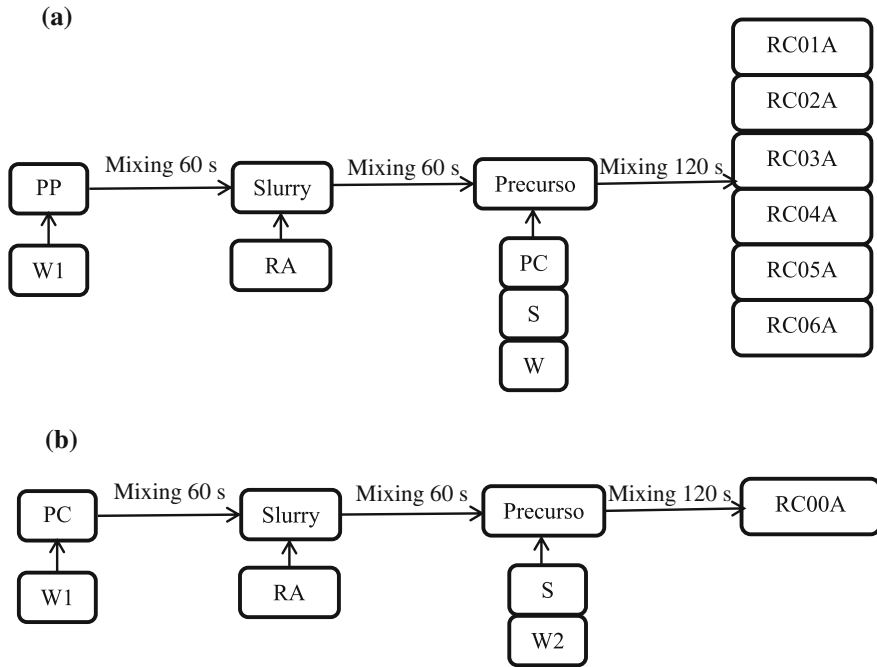 (a)
RC01A
RC02A
RC03A
RC04A
RC05A
RC06A
Mixing 60 s
Mixing 60 s
Mixing 120 s
PP
Slurry
Precurso
W1
RA
PC
S
W
(b)
Mixing 60 s
Mixing 60 s
Mixing 120 s
PC
Slurry
Precurso
RC00A
W1
RA
S
W2